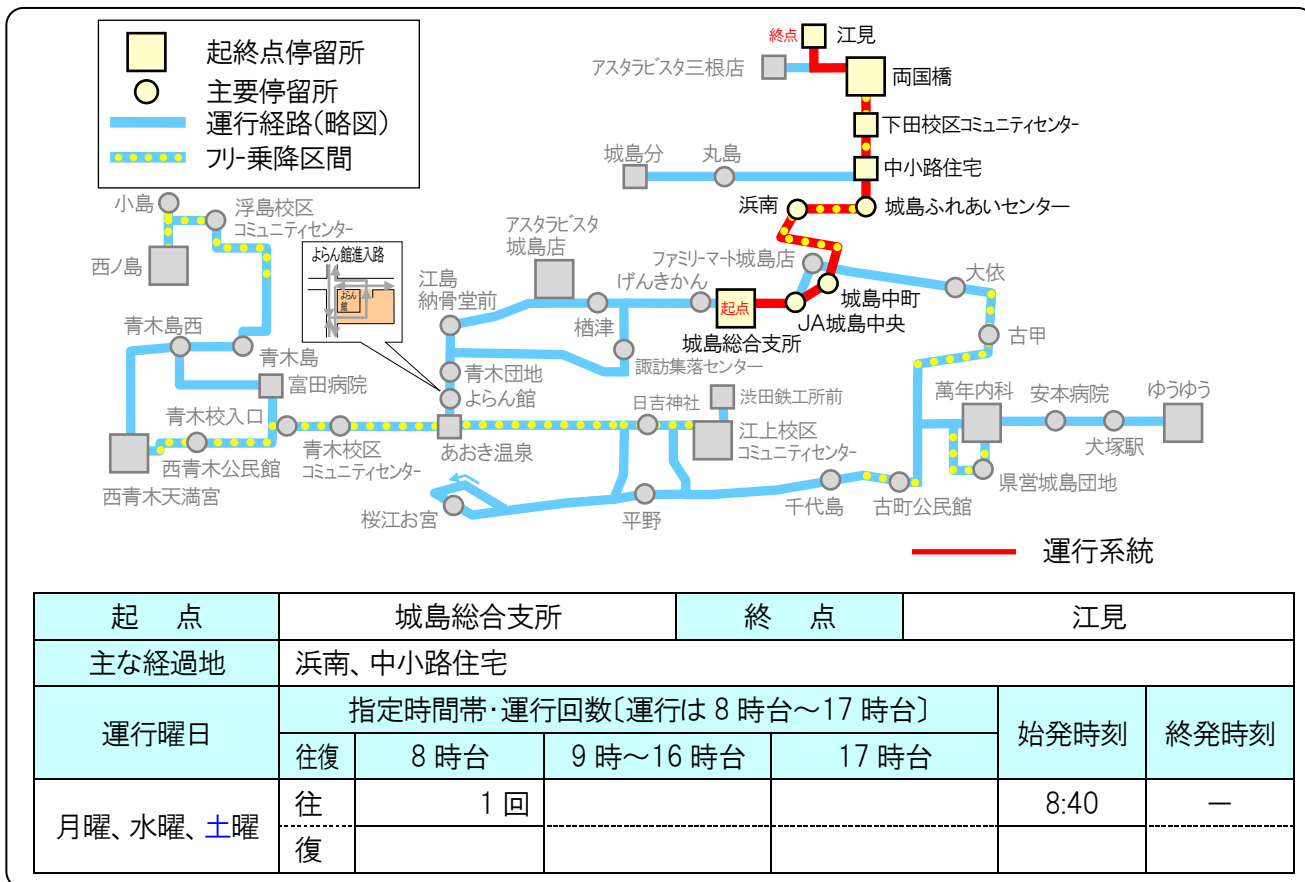 起終点停留所
主要停留所
運行経路(略図)
フリー乗降区間
終点
江見
アスタラビスタ三根店
両国橋
下田校区コミュニティセンター
城島分
丸島
中小路住宅
小島
浮島校区
コミュニティセンター
浜南
城島ふれあいセンター
アスタラビスタ
城島店
よらん館進入路
よらん
館
西ノ島
江島
納骨堂前
ファミリーマート城島店
げんきかん
大依
起点
城島中町
JA城島中央
青木島西
楢津
城島総合支所
古甲
青木島
諏訪集落センター
富田病院
青木団地
よらん館
日吉神社
渋田鉄工所前
萬年内科
安本病院
ゆうゆう
青木校入口
西青木公民館
青木校区
コミュニティセンター
あおき温泉
江上校区
コミュニティセンター
犬塚駅
西青木天満宮
県営城島団地
桜江お宮
平野
千代島
古町公民館
運行系統
起 点 城島総合支所 終 点 江見
主な経過地 浜南、中小路住宅
運行曜日 指定時間帯・運行回数〔運行は8時台～17時台〕 始発時刻 終発時刻
往復 8時台 9時～16時台 17時台
月曜、水曜、土曜 往 1回 8:40 －
復